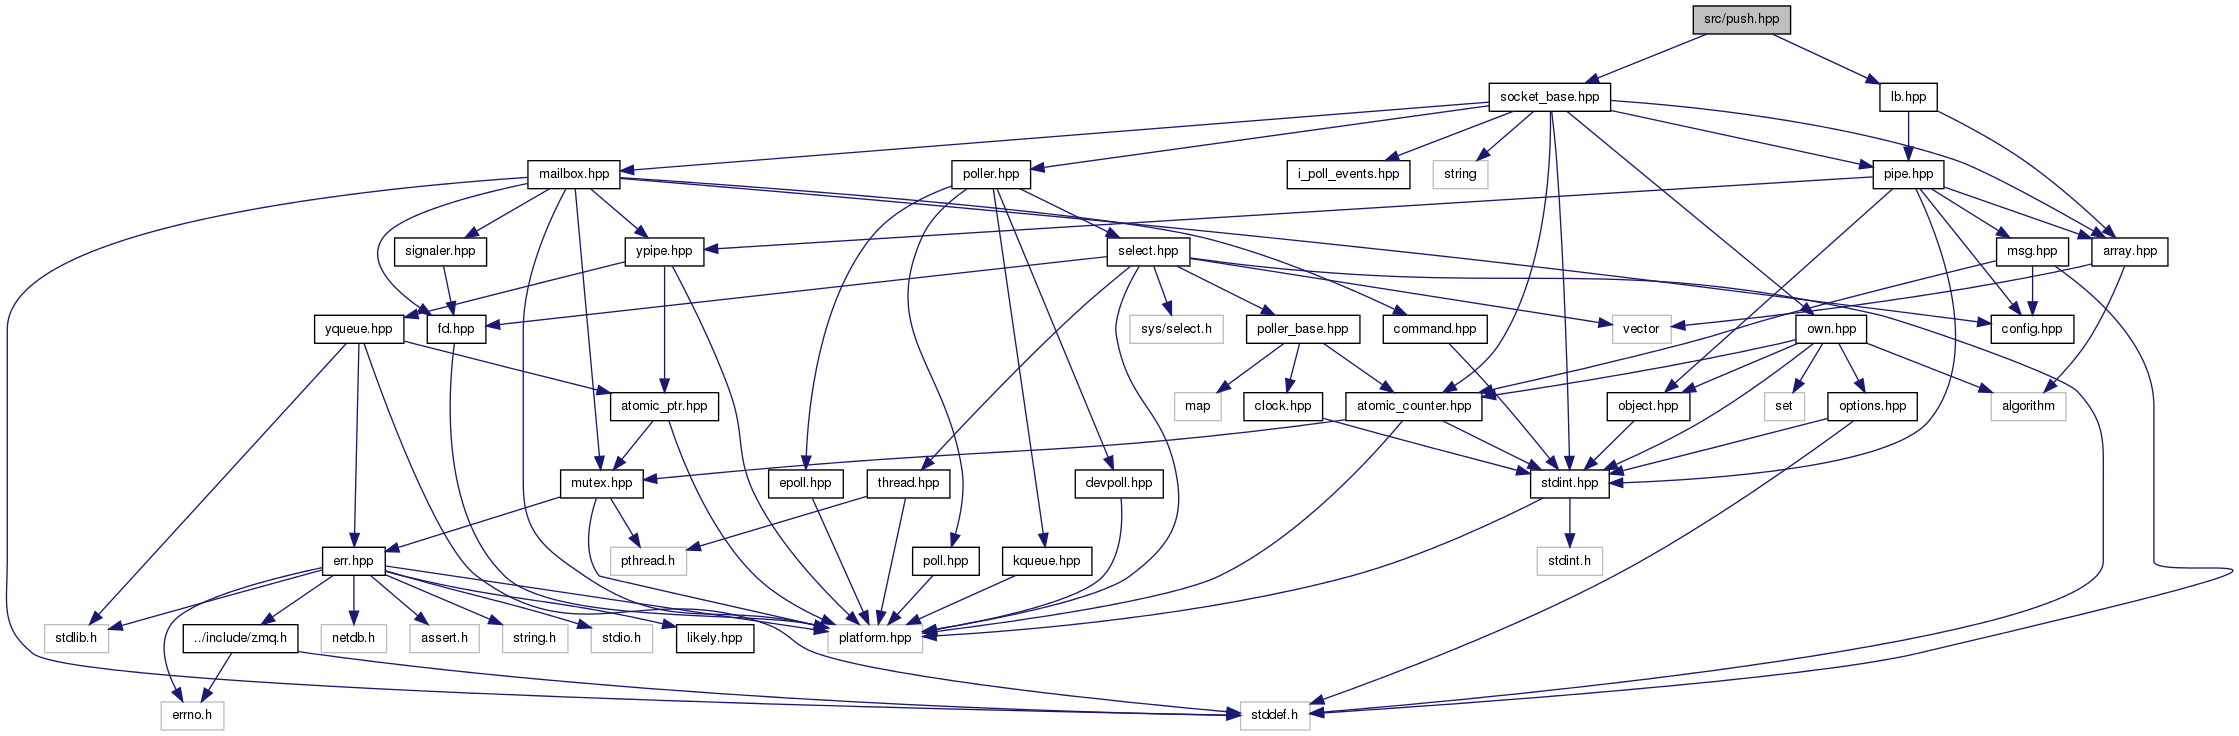 src/push.hpp
socket_base.hpp
lb.hpp
mailbox.hpp
poller.hpp
i_poll_events.hpp
string
pipe.hpp
signaler.hpp
ypipe.hpp
select.hpp
msg.hpp
array.hpp
yqueue.hpp
fd.hpp
sys/select.h
poller_base.hpp
command.hpp
vector
own.hpp
config.hpp
atomic_ptr.hpp
map
clock.hpp
atomic_counter.hpp
object.hpp
set
options.hpp
algorithm
mutex.hpp
epoll.hpp
thread.hpp
devpoll.hpp
stdint.hpp
err.hpp
pthread.h
poll.hpp
kqueue.hpp
stdint.h
stdlib.h
../include/zmq.h
netdb.h
assert.h
string.h
stdio.h
likely.hpp
platform.hpp
errno.h
stddef.h